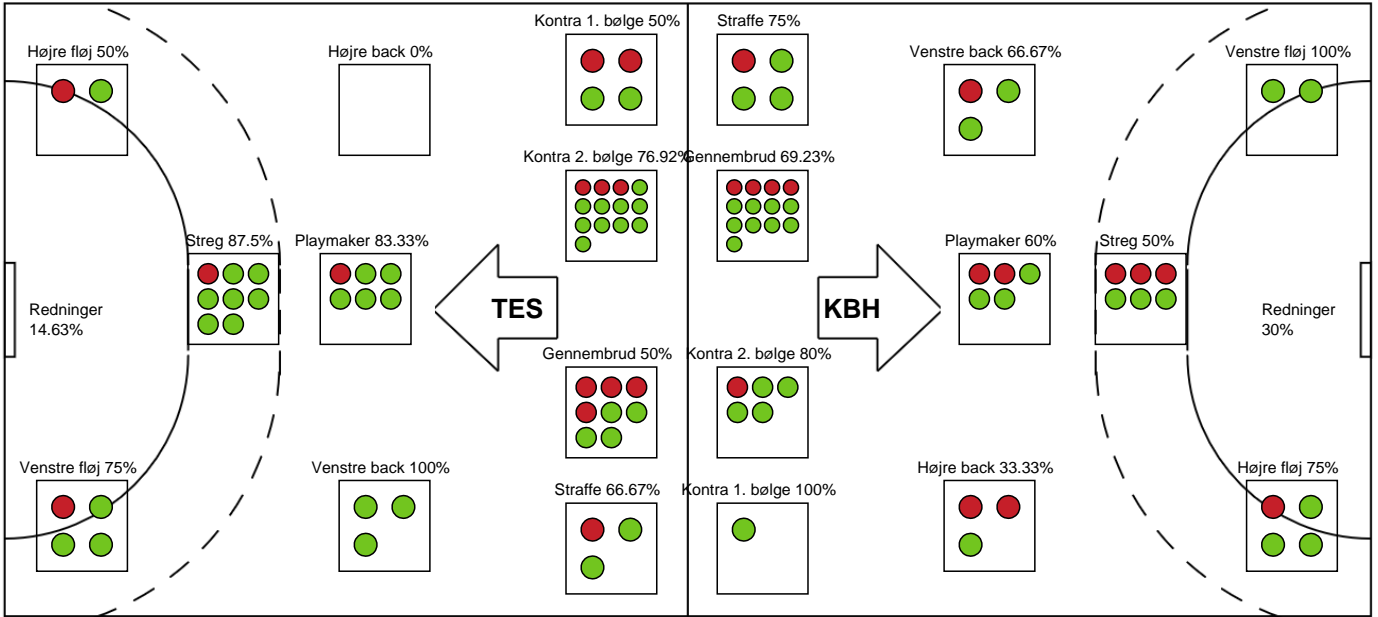 Kontra 1. bølge 50%
Straffe 75%
Højre fløj 50%
Højre back 0%
Venstre back 66.67%
Venstre fløj 100%
Kontra 2. bølge 76.92%
Gennembrud 69.23%
Streg 87.5%
Playmaker 83.33%
Playmaker 60%
Streg 50%
Redninger
14.63%
TES
KBH
Redninger
30%
Gennembrud 50%
Kontra 2. bølge 80%
Venstre fløj 75%
Venstre back 100%
Højre back 33.33%
Højre fløj 75%
Straffe 66.67%
Kontra 1. bølge 100%